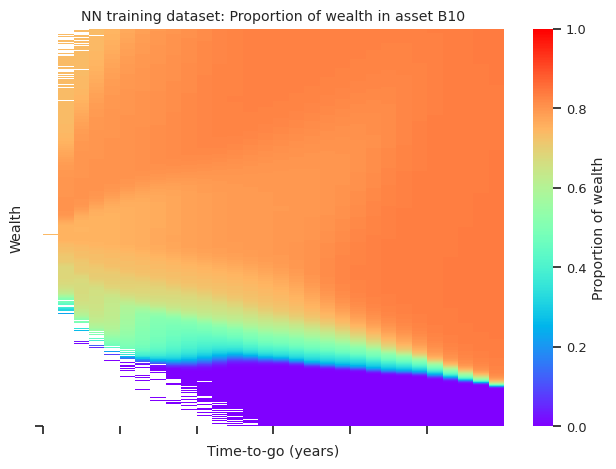 NN training dataset: Proportion of wealth in asset B10
Wealth
Time-to-go (years)
1.0
0.8
0.6
0.4
0.2
0.0
Proportion of wealth